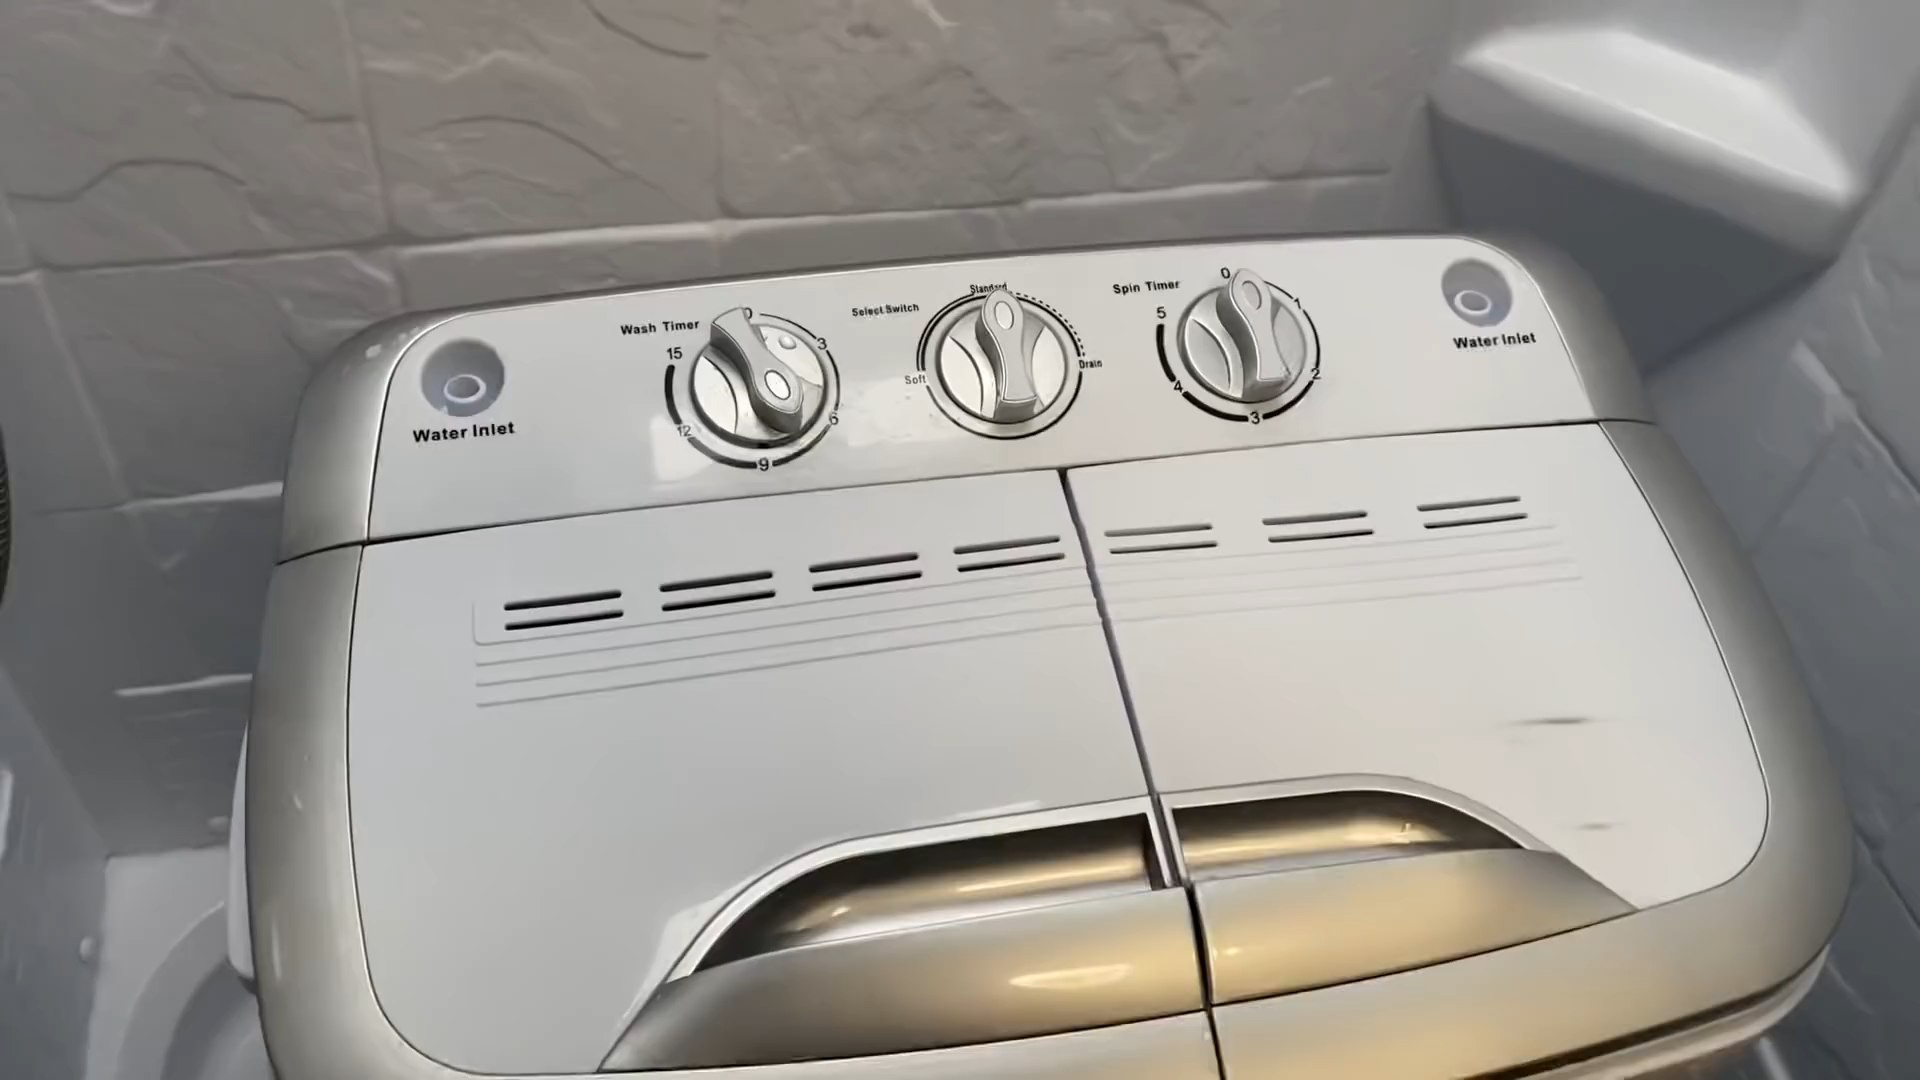 Water Inlet
Wash Timer
0
3
6
9
12
15
Select Switch
Standard
Soft
Drain
Spin Timer
0
1
2
3
4
5
Water Inlet